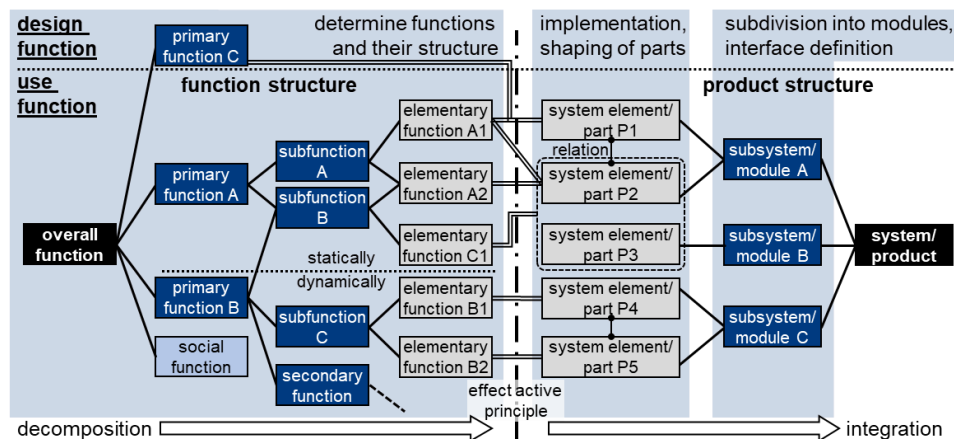 design
function
determine functions
and their structure
implementation,
shaping of parts
subdivision into modules,
interface definition
primary
function C
use
function
function structure
product structure
elementary
function A1
system element/
part P1
relation
subfunction
A
subsystem/
module A
primary
function A
elementary
function A2
system element/
part P2
subfunction
B
overall
function
elementary
function C1
system element/
part P3
subsystem/
module B
system/
product
statically
dynamically
primary
function B
elementary
function B1
system element/
part P4
subfunction
C
subsystem/
module C
social
function
elementary
function B2
system element/
part P5
secondary
function
effect active
principle
decomposition
integration